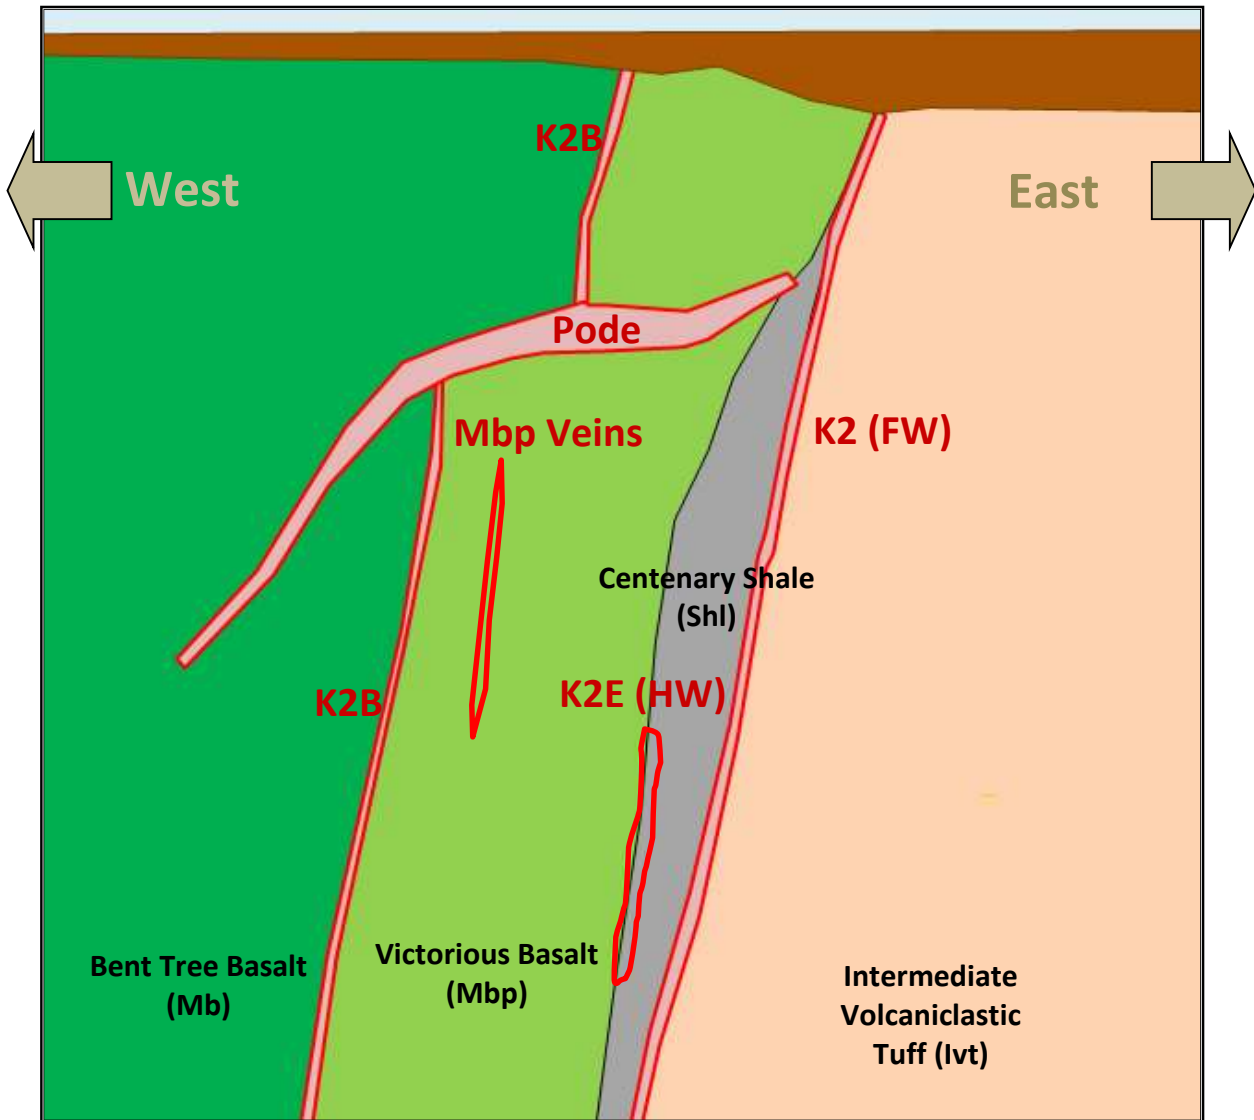 K2B
West
East
Pode
Mbp Veins
K2 (FW)
Centenary Shale
(Shl)
K2E (HW)
K2B
Bent Tree Basalt
(Mb)
Victorious Basalt
(Mbp)
Intermediate
Volcaniclastic
Tuff (Ivt)